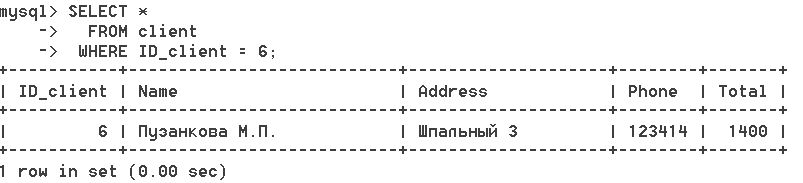 mysql> SELECT *
    ->   FROM client
    ->  WHERE ID_client = 6;
+-----------+----------------------------+---------------------+--------+-------+
| ID_client | Name                       | Address             | Phone  | Total |
+-----------+----------------------------+---------------------+--------+-------+
|         6 | Пузанкова М.П.             | Шпальный 3          | 123414 |  1400 |
+-----------+----------------------------+---------------------+--------+-------+
1 row in set (0.00 sec)